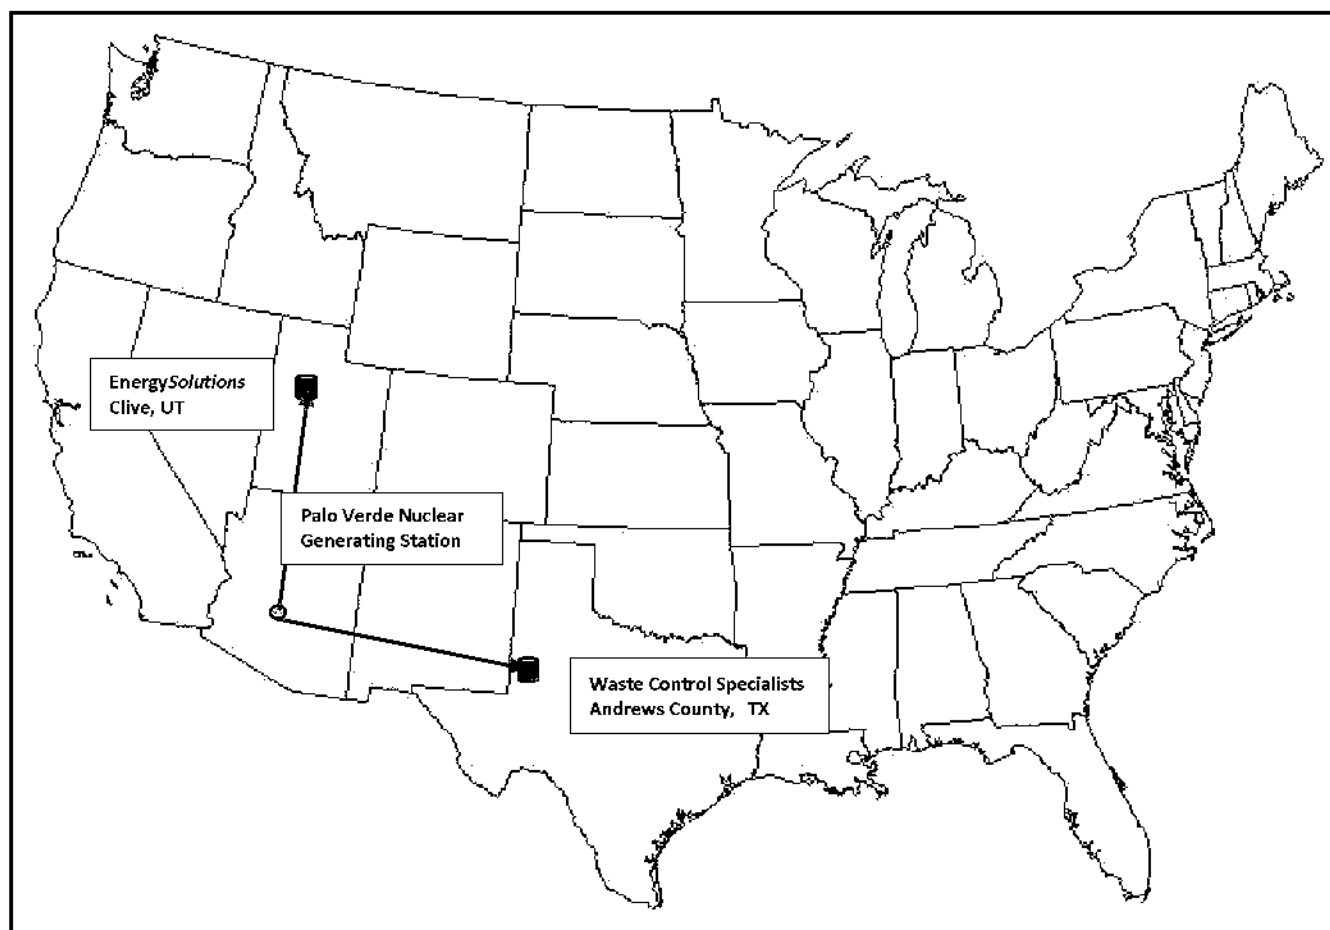 EnergySolutions
Clive, UT
Palo Verde Nuclear
Generating Station
Waste Control Specialists
Andrews County, TX